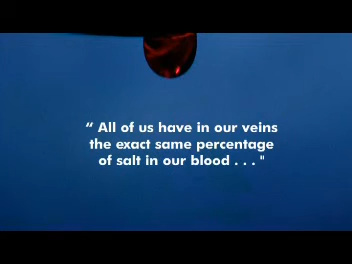 “ All of us have in our veins
the exact same percentage
of salt in our blood . . . "